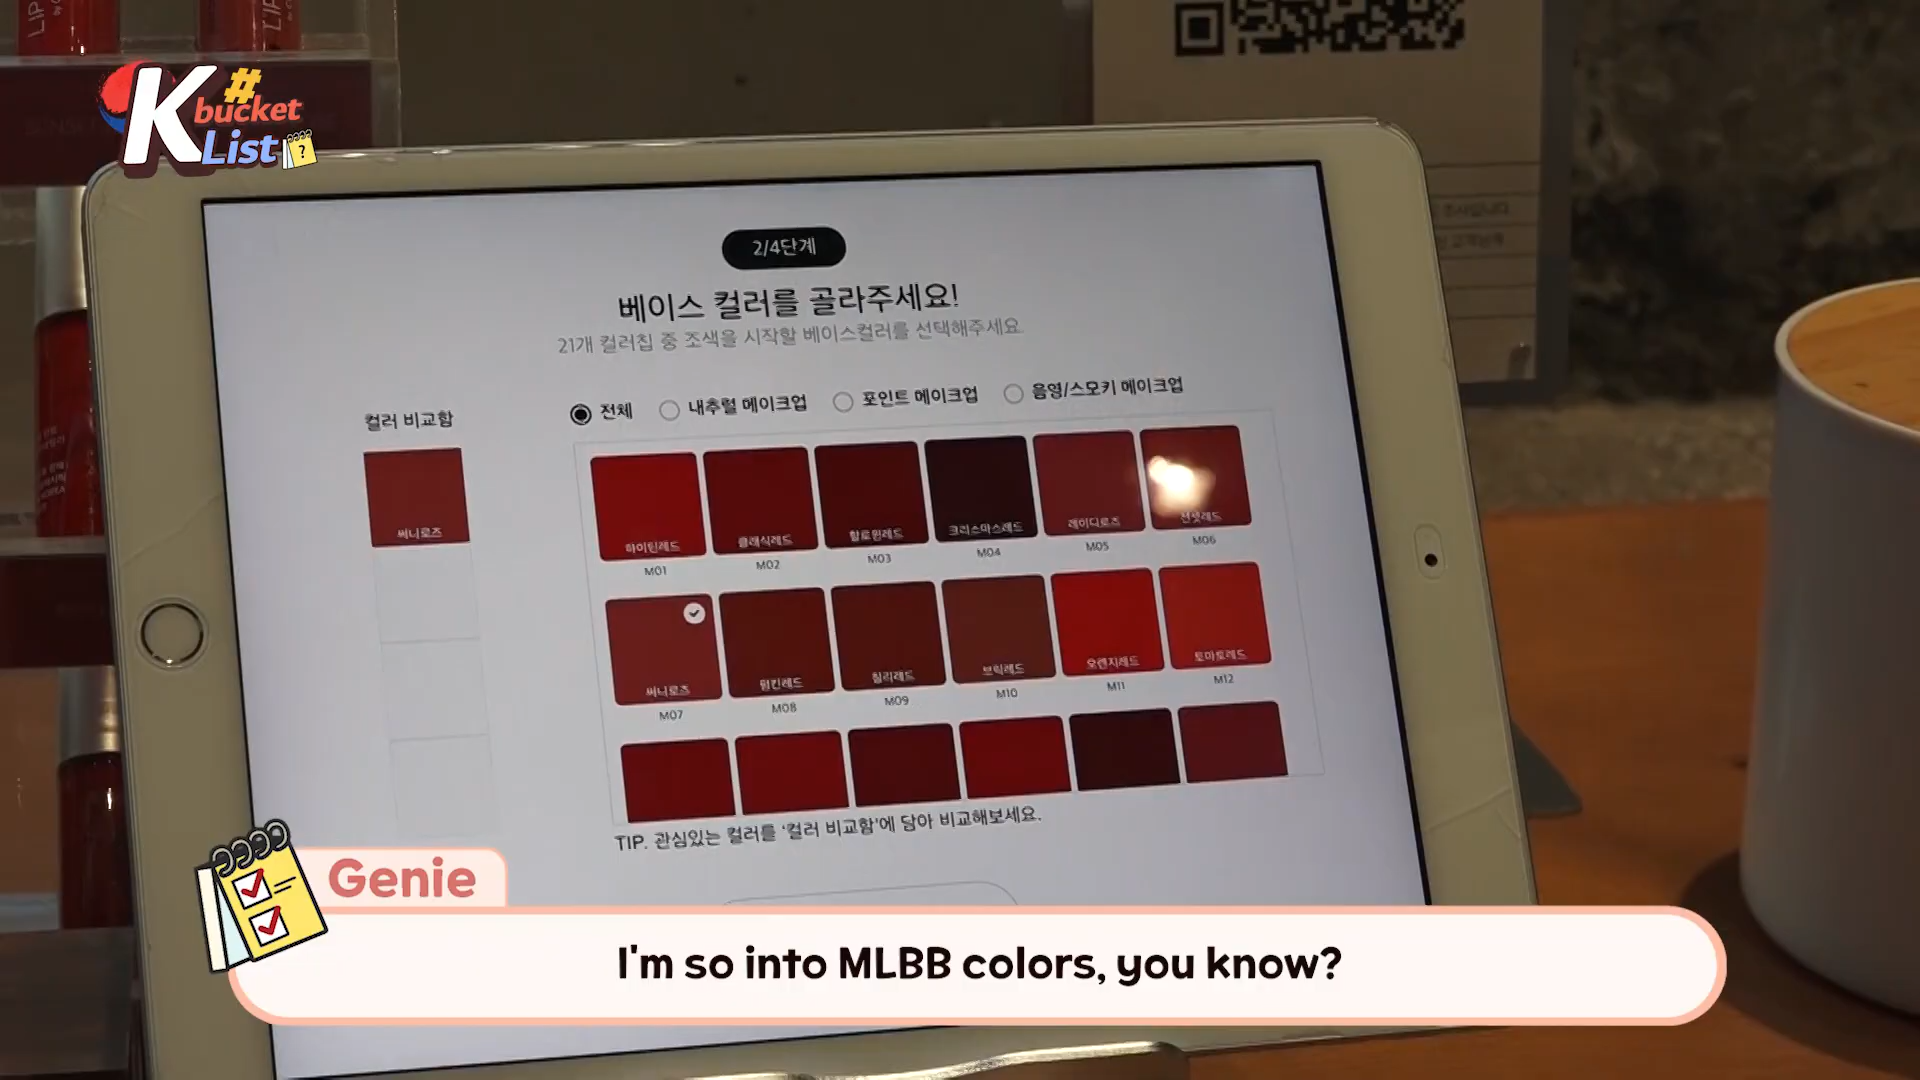 LIP
LIP
K#
bucket
List
?
2/4단계
베이스 컬러를 골라주세요!
21개 컬러칩 중 조색을 시작할 베이스컬러를 선택해주세요.
컬러 비교함
전체
내추럴 메이크업
포인트 메이크업
음영/스모키 메이크업
써니로즈
하이틴레드
클래식레드
할로윈레드
크리스마스레드
레이디로즈
선셋레드
M01
M02
M03
M04
M05
M06
써니로즈
펌킨레드
칠리레드
브릭레드
오렌지레드
토마토레드
M07
M08
M09
M10
M11
M12
TIP. 관심있는 컬러를 '컬러 비교함'에 담아 비교해보세요.
Genie
I'm so into MLBB colors, you know?